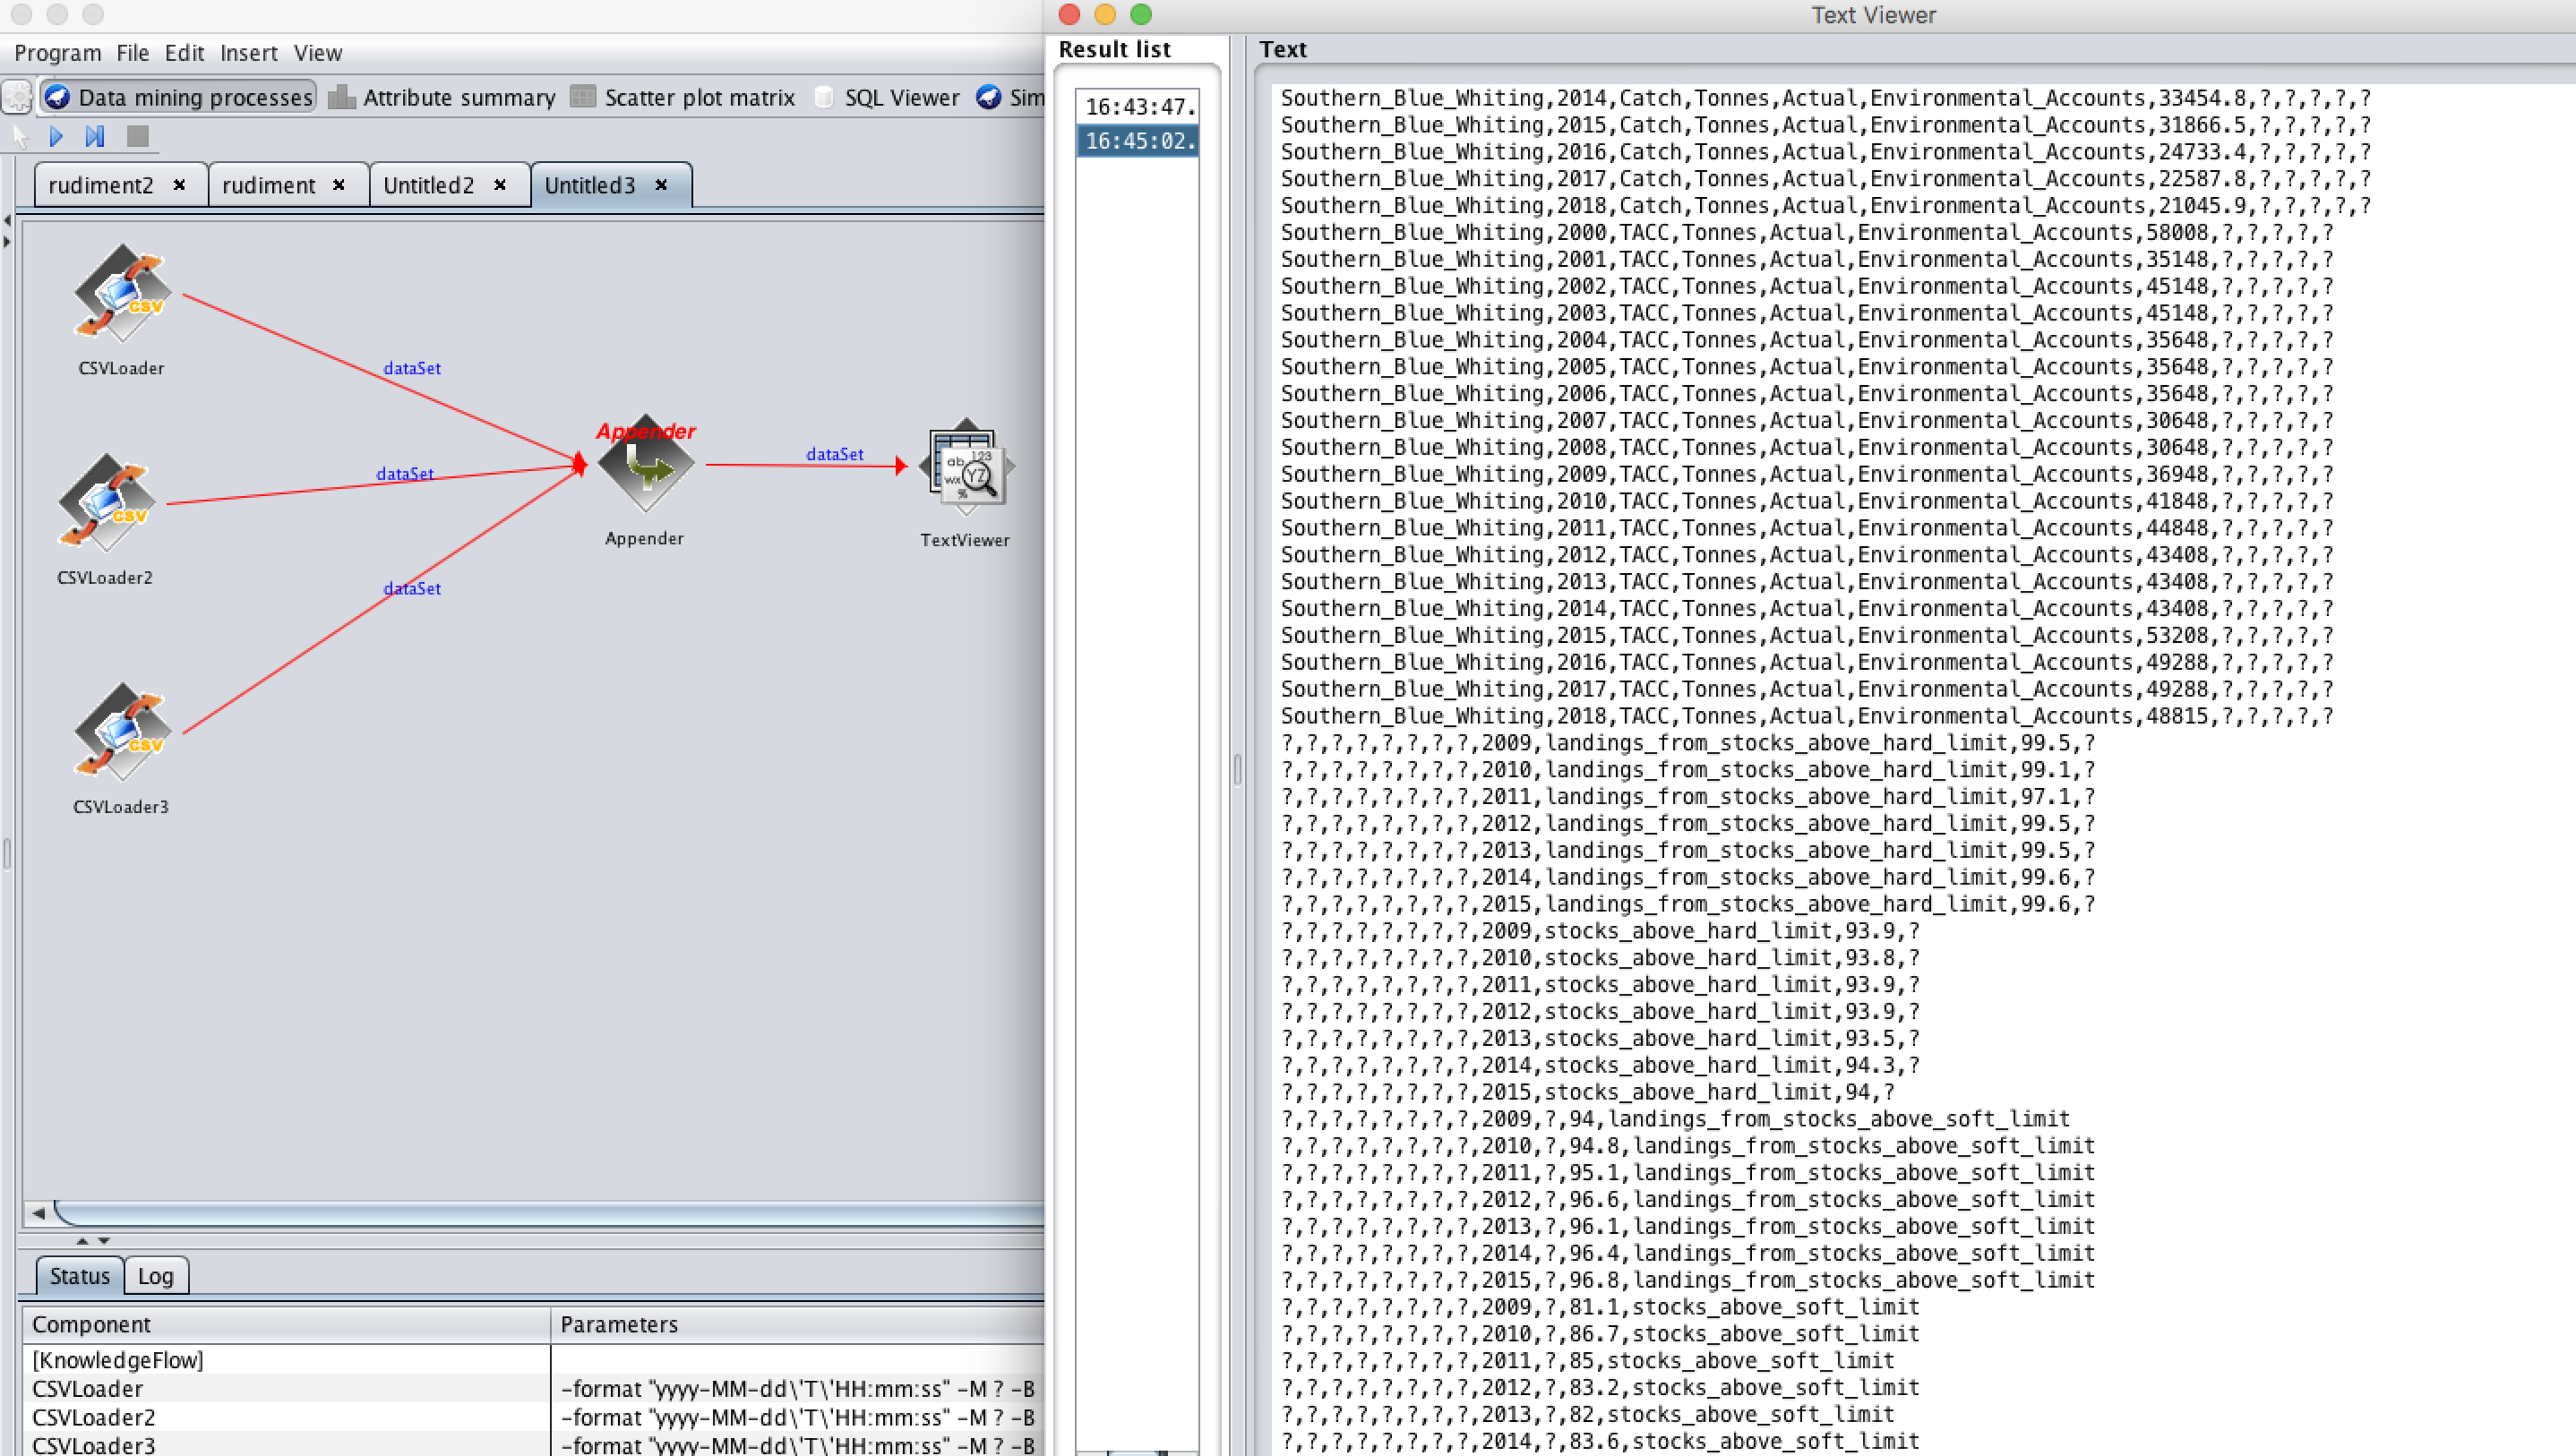 Program File Edit Insert View
Data mining processes Attribute summary Scatter plot matrix SQL Viewer Sim
rudiment2 × rudiment × Untitled2 × Untitled3 ×
CSV
CSVLoader
dataSet
CSV
CSVLoader2
dataSet
CSV
CSVLoader3
dataSet
Appender
Appender
dataSet
ab 123
wx YZ
%
TextViewer
Status Log
Component Parameters
[KnowledgeFlow]
CSVLoader -format "yyyy-MM-dd\'T\'HH:mm:ss" -M ? -B
CSVLoader2 -format "yyyy-MM-dd\'T\'HH:mm:ss" -M ? -B
CSVLoader3 -format "yyyy-MM-dd\'T\'HH:mm:ss" -M ? -B
Text Viewer
Result list
16:43:47.
16:45:02.
Text
Southern_Blue_Whiting,2014,Catch,Tonnes,Actual,Environmental_Accounts,33454.8,?,?,?,?,?
Southern_Blue_Whiting,2015,Catch,Tonnes,Actual,Environmental_Accounts,31866.5,?,?,?,?,?
Southern_Blue_Whiting,2016,Catch,Tonnes,Actual,Environmental_Accounts,24733.4,?,?,?,?,?
Southern_Blue_Whiting,2017,Catch,Tonnes,Actual,Environmental_Accounts,22587.8,?,?,?,?,?
Southern_Blue_Whiting,2018,Catch,Tonnes,Actual,Environmental_Accounts,21045.9,?,?,?,?,?
Southern_Blue_Whiting,2000,TACC,Tonnes,Actual,Environmental_Accounts,58008,?,?,?,?,?
Southern_Blue_Whiting,2001,TACC,Tonnes,Actual,Environmental_Accounts,35148,?,?,?,?,?
Southern_Blue_Whiting,2002,TACC,Tonnes,Actual,Environmental_Accounts,45148,?,?,?,?,?
Southern_Blue_Whiting,2003,TACC,Tonnes,Actual,Environmental_Accounts,45148,?,?,?,?,?
Southern_Blue_Whiting,2004,TACC,Tonnes,Actual,Environmental_Accounts,35648,?,?,?,?,?
Southern_Blue_Whiting,2005,TACC,Tonnes,Actual,Environmental_Accounts,35648,?,?,?,?,?
Southern_Blue_Whiting,2006,TACC,Tonnes,Actual,Environmental_Accounts,35648,?,?,?,?,?
Southern_Blue_Whiting,2007,TACC,Tonnes,Actual,Environmental_Accounts,30648,?,?,?,?,?
Southern_Blue_Whiting,2008,TACC,Tonnes,Actual,Environmental_Accounts,30648,?,?,?,?,?
Southern_Blue_Whiting,2009,TACC,Tonnes,Actual,Environmental_Accounts,36948,?,?,?,?,?
Southern_Blue_Whiting,2010,TACC,Tonnes,Actual,Environmental_Accounts,41848,?,?,?,?,?
Southern_Blue_Whiting,2011,TACC,Tonnes,Actual,Environmental_Accounts,44848,?,?,?,?,?
Southern_Blue_Whiting,2012,TACC,Tonnes,Actual,Environmental_Accounts,43408,?,?,?,?,?
Southern_Blue_Whiting,2013,TACC,Tonnes,Actual,Environmental_Accounts,43408,?,?,?,?,?
Southern_Blue_Whiting,2014,TACC,Tonnes,Actual,Environmental_Accounts,43408,?,?,?,?,?
Southern_Blue_Whiting,2015,TACC,Tonnes,Actual,Environmental_Accounts,53208,?,?,?,?,?
Southern_Blue_Whiting,2016,TACC,Tonnes,Actual,Environmental_Accounts,49288,?,?,?,?,?
Southern_Blue_Whiting,2017,TACC,Tonnes,Actual,Environmental_Accounts,49288,?,?,?,?,?
Southern_Blue_Whiting,2018,TACC,Tonnes,Actual,Environmental_Accounts,48815,?,?,?,?,?
?,?,?,?,?,?,?,?,2009,landings_from_stocks_above_hard_limit,99.5,?
?,?,?,?,?,?,?,?,2010,landings_from_stocks_above_hard_limit,99.1,?
?,?,?,?,?,?,?,?,2011,landings_from_stocks_above_hard_limit,97.1,?
?,?,?,?,?,?,?,?,2012,landings_from_stocks_above_hard_limit,99.5,?
?,?,?,?,?,?,?,?,2013,landings_from_stocks_above_hard_limit,99.5,?
?,?,?,?,?,?,?,?,2014,landings_from_stocks_above_hard_limit,99.6,?
?,?,?,?,?,?,?,?,2015,landings_from_stocks_above_hard_limit,99.6,?
?,?,?,?,?,?,?,?,2009,stocks_above_hard_limit,93.9,?
?,?,?,?,?,?,?,?,2010,stocks_above_hard_limit,93.8,?
?,?,?,?,?,?,?,?,2011,stocks_above_hard_limit,93.9,?
?,?,?,?,?,?,?,?,2012,stocks_above_hard_limit,93.9,?
?,?,?,?,?,?,?,?,2013,stocks_above_hard_limit,93.5,?
?,?,?,?,?,?,?,?,2014,stocks_above_hard_limit,94.3,?
?,?,?,?,?,?,?,?,2015,stocks_above_hard_limit,94,?
?,?,?,?,?,?,?,?,2009,?,94,landings_from_stocks_above_soft_limit
?,?,?,?,?,?,?,?,2010,?,94.8,landings_from_stocks_above_soft_limit
?,?,?,?,?,?,?,?,2011,?,95.1,landings_from_stocks_above_soft_limit
?,?,?,?,?,?,?,?,2012,?,96.6,landings_from_stocks_above_soft_limit
?,?,?,?,?,?,?,?,2013,?,96.1,landings_from_stocks_above_soft_limit
?,?,?,?,?,?,?,?,2014,?,96.4,landings_from_stocks_above_soft_limit
?,?,?,?,?,?,?,?,2015,?,96.8,landings_from_stocks_above_soft_limit
?,?,?,?,?,?,?,?,2009,?,81.1,stocks_above_soft_limit
?,?,?,?,?,?,?,?,2010,?,86.7,stocks_above_soft_limit
?,?,?,?,?,?,?,?,2011,?,85,stocks_above_soft_limit
?,?,?,?,?,?,?,?,2012,?,83.2,stocks_above_soft_limit
?,?,?,?,?,?,?,?,2013,?,82,stocks_above_soft_limit
?,?,?,?,?,?,?,?,2014,?,83.6,stocks_above_soft_limit